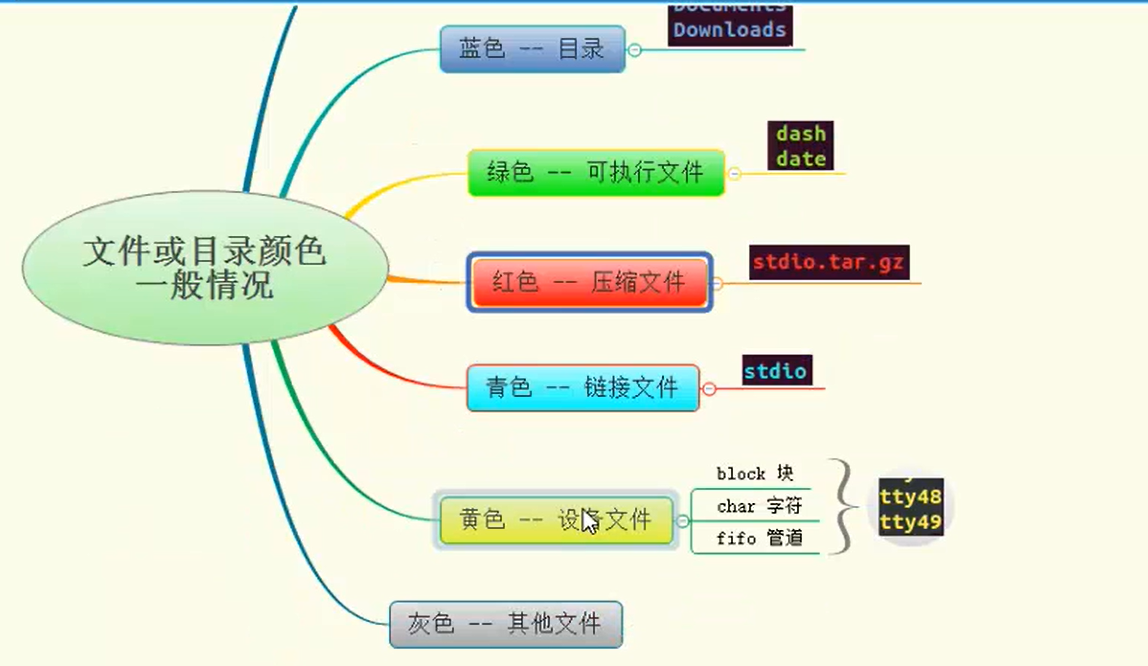 文件或目录颜色
一般情况
蓝色 -- 目录
Documents
Downloads
绿色 -- 可执行文件
dash
date
红色 -- 压缩文件
stdio.tar.gz
青色 -- 链接文件
stdio
黄色 -- 设备文件
block 块
char 字符
fifo 管道
tty48
tty49
灰色 -- 其他文件